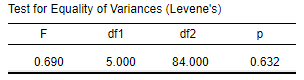 Test for Equality of Variances (Levene's)
F df1 df2 p
0.690 5.000 84.000 0.632